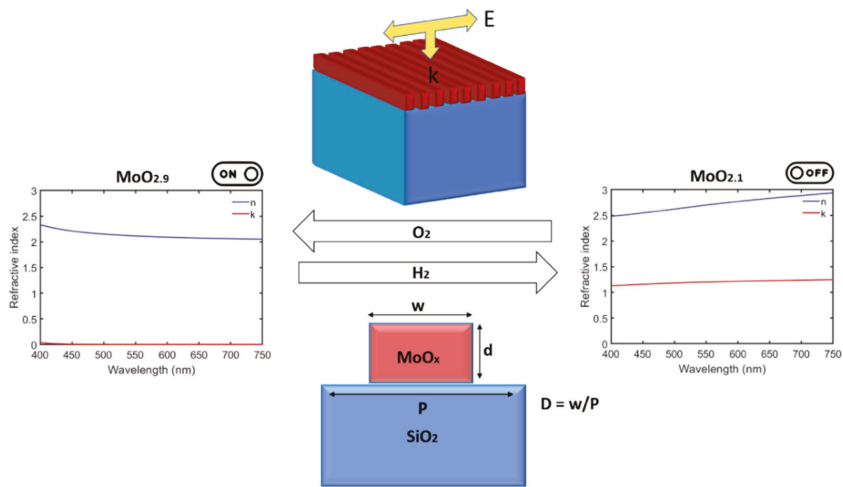 E
k
MoO₂.₉
ON
3
2.5
2
1.5
1
0.5
0
n
k
Refractive index
400 450 500 550 600 650 700 750
Wavelength (nm)
O₂
H₂
MoO₂.₁
OFF
3
2.5
2
1.5
1
0.5
0
n
k
Refractive index
400 450 500 550 600 650 700 750
Wavelength (nm)
w
MoOₓ
d
P
D = w/P
SiO₂